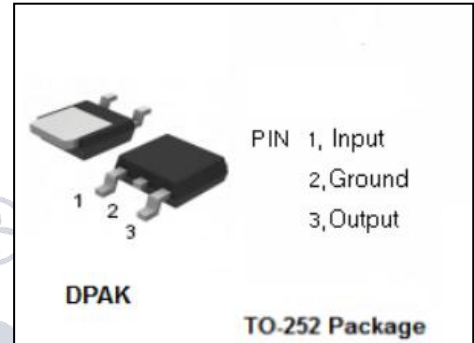 PIN 1, Input
2,Ground
3,Output
1
2
3
DPAK
TO-252 Package